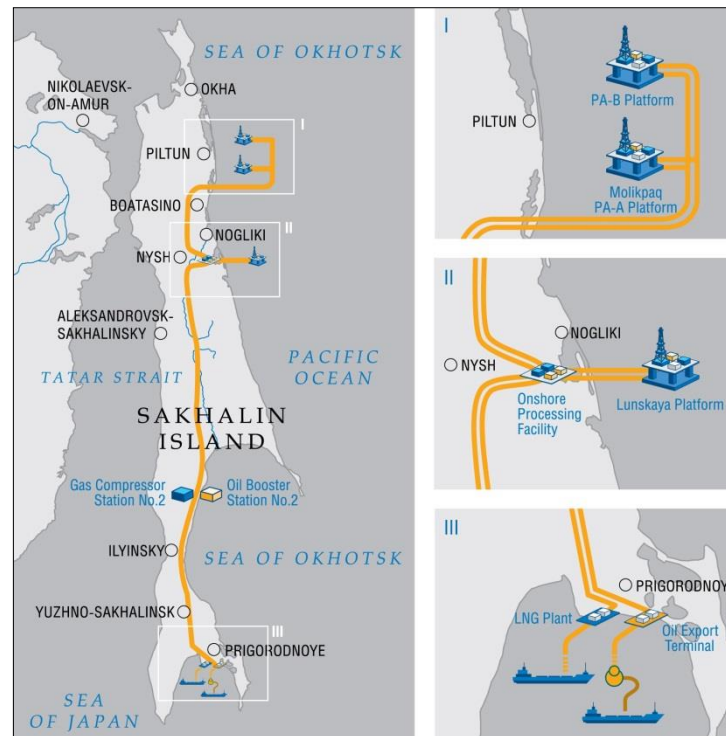 SEA OF OKHOTSK
NIKOLAEVSK-
ON-AMUR
OKHA
I
PILTUN
BOATASINO
II
NOGLIKI
NYSH
ALEKSANDROVSK-
SAKHALINSKY
PACIFIC
OCEAN
TATAR STRAIT
SAKHALIN
ISLAND
Gas Compressor
Station No.2
Oil Booster
Station No.2
ILYINSKY
SEA OF OKHOTSK
YUZHNO-SAKHALINSK
III
PRIGORODNOYE
SEA
OF JAPAN
I
PA-B Platform
PILTUN
Molikpaq
PA-A Platform
II
NOGLIKI
NYSH
Onshore
Processing
Facility
Lunskaya Platform
III
PRIGORODNOYE
LNG Plant
Oil Export
Terminal